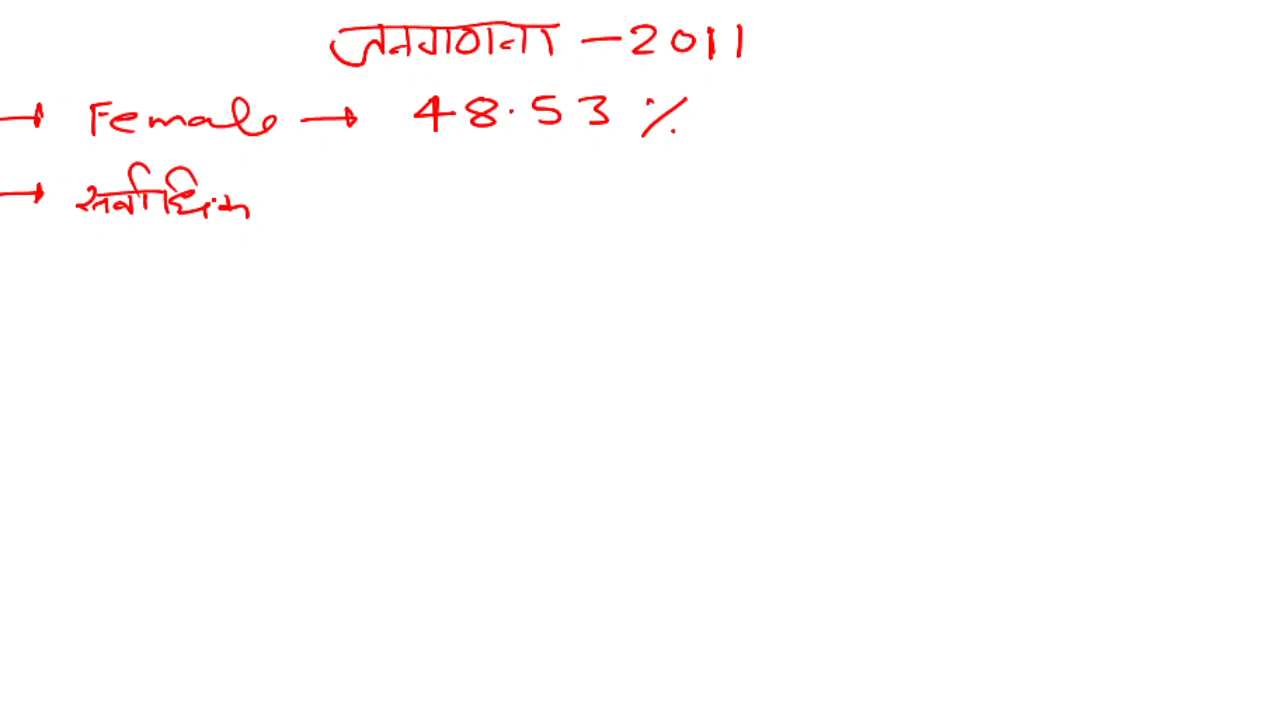 जनगणना - 2011
→ Female → 48.53 %
→ सर्वाधिक